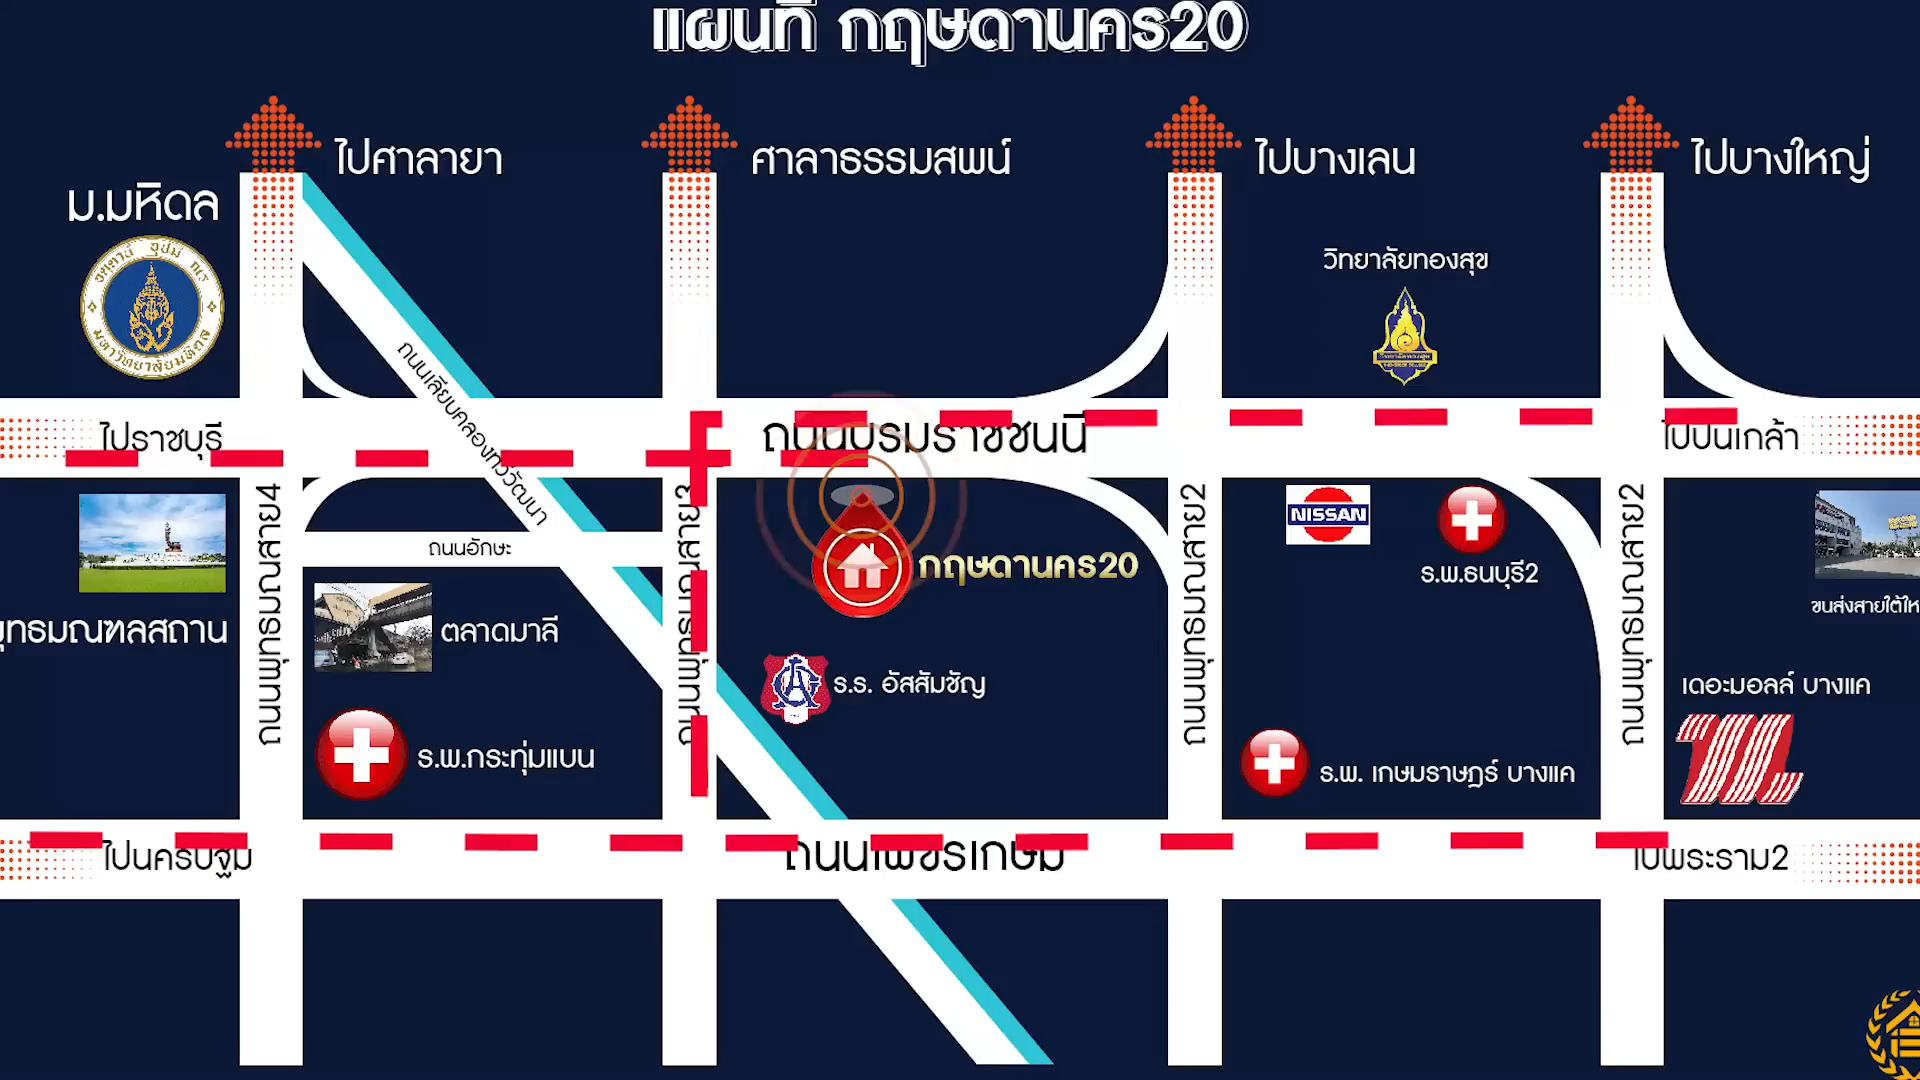 แผนที่ กฤษดานคร20
ไปศาลายา
ศาลาธรรมสพน์
ไปบางเลน
ไปบางใหญ่
ม.มหิดล
มหาวิทยาลัยมหิดล
วิทยาลัยทองสุข
ถนนเลียบคลองทวีวัฒนา
ไปราชบุรี
ถนนบรมราชชนนี
ไปปิ่นเกล้า
ถนนพุทธมณฑลสาย4
ถนนพุทธมณฑลสาย3
ถนนพุทธมณฑลสาย2
ถนนพุทธมณฑลสาย2
NISSAN
ถนนอักษะ
กฤษดานคร20
ร.พ.ธนบุรี2
ขนส่งสายใต้ให
พุทธมณฑลสถาน
ตลาดมาลี
ร.ร. อัสสัมชัญ
เดอะมอลล์ บางแค
ร.พ.กระทุ่มแบน
ร.พ. เกษมราษฎร์ บางแค
ไปนครปฐม
ถนนเพชรเกษม
ไปพระราม2